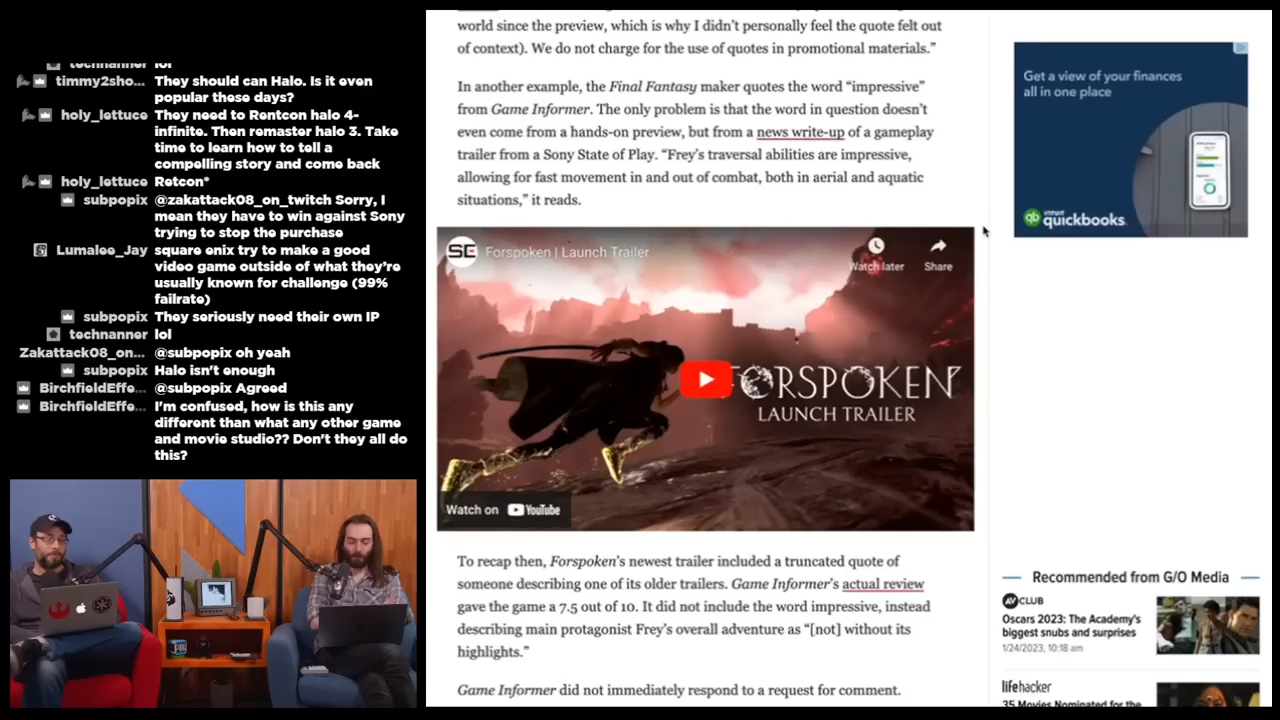 technanner lol
timmy2sho... They should can Halo. Is it even
popular these days?
holy_lettuce They need to Rentcon halo 4-
infinite. Then remaster halo 3. Take
time to learn how to tell a
compelling story and come back
holy_lettuce Retcon*
subpopix @zakattack08_on_twitch Sorry, I
mean they have to win against Sony
trying to stop the purchase
Lumalee_Jay square enix try to make a good
video game outside of what they're
usually known for challenge (99%
failrate)
subpopix They seriously need their own IP
technanner lol
Zakattack08_on... @subpopix oh yeah
subpopix Halo isn't enough
BirchfieldEffe... @subpopix Agreed
BirchfieldEffe... I'm confused, how is this any
different than what any other game
and movie studio?? Don't they all do
this?
world since the preview, which is why I didn't personally feel the quote felt out
of context). We do not charge for the use of quotes in promotional materials."
In another example, the Final Fantasy maker quotes the word "impressive"
from Game Informer. The only problem is that the word in question doesn't
even come from a hands-on preview, but from a news write-up of a gameplay
trailer from a Sony State of Play. "Frey's traversal abilities are impressive,
allowing for fast movement in and out of combat, both in aerial and aquatic
situations," it reads.
SE Forspoken | Launch Trailer
Watch later Share
FORSPOKEN
LAUNCH TRAILER
Watch on YouTube
To recap then, Forspoken's newest trailer included a truncated quote of
someone describing one of its older trailers. Game Informer's actual review
gave the game a 7.5 out of 10. It did not include the word impressive, instead
describing main protagonist Frey's overall adventure as "[not] without its
highlights."
Game Informer did not immediately respond to a request for comment.
Get a view of your finances
all in one place
qb intuit quickbooks
Recommended from G/O Media
AV CLUB
Oscars 2023: The Academy's
biggest snubs and surprises
1/24/2023, 10:18 am
lifehacker
35 Movies Nominated for the